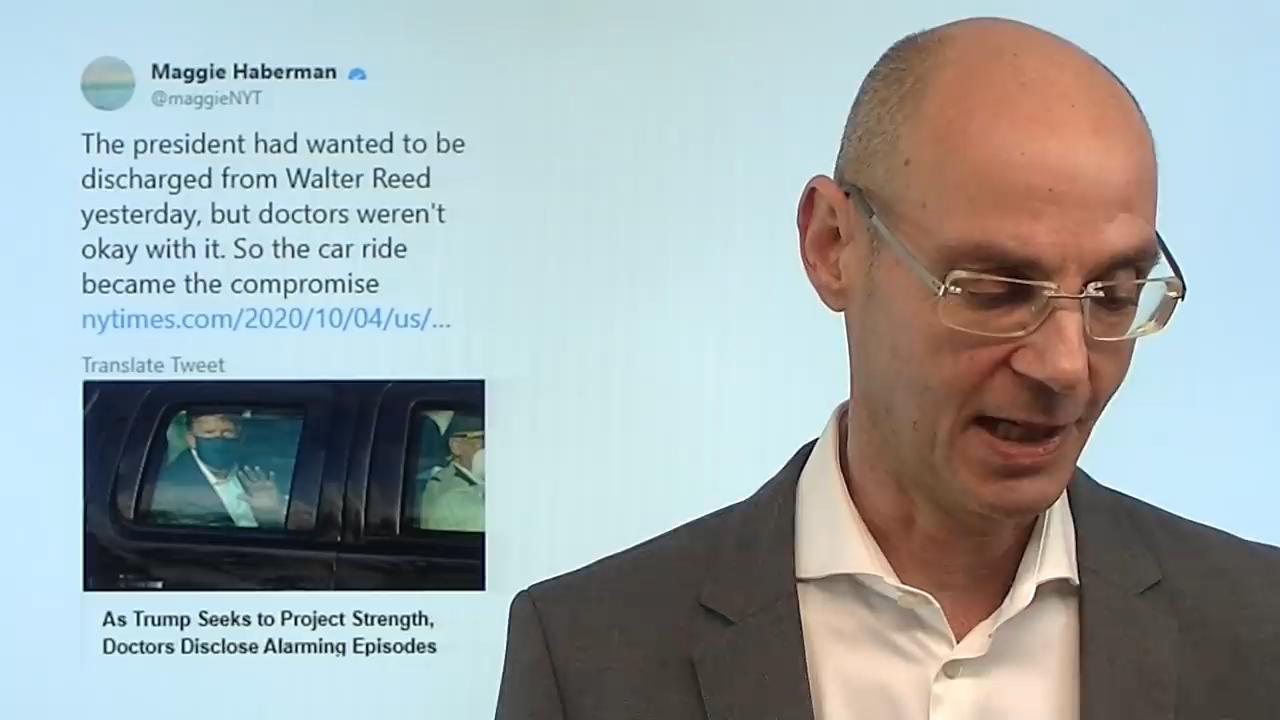 Maggie Haberman
@maggieNYT
The president had wanted to be
discharged from Walter Reed
yesterday, but doctors weren't
okay with it. So the car ride
became the compromise
nytimes.com/2020/10/04/us/...
Translate Tweet
As Trump Seeks to Project Strength,
Doctors Disclose Alarming Episodes